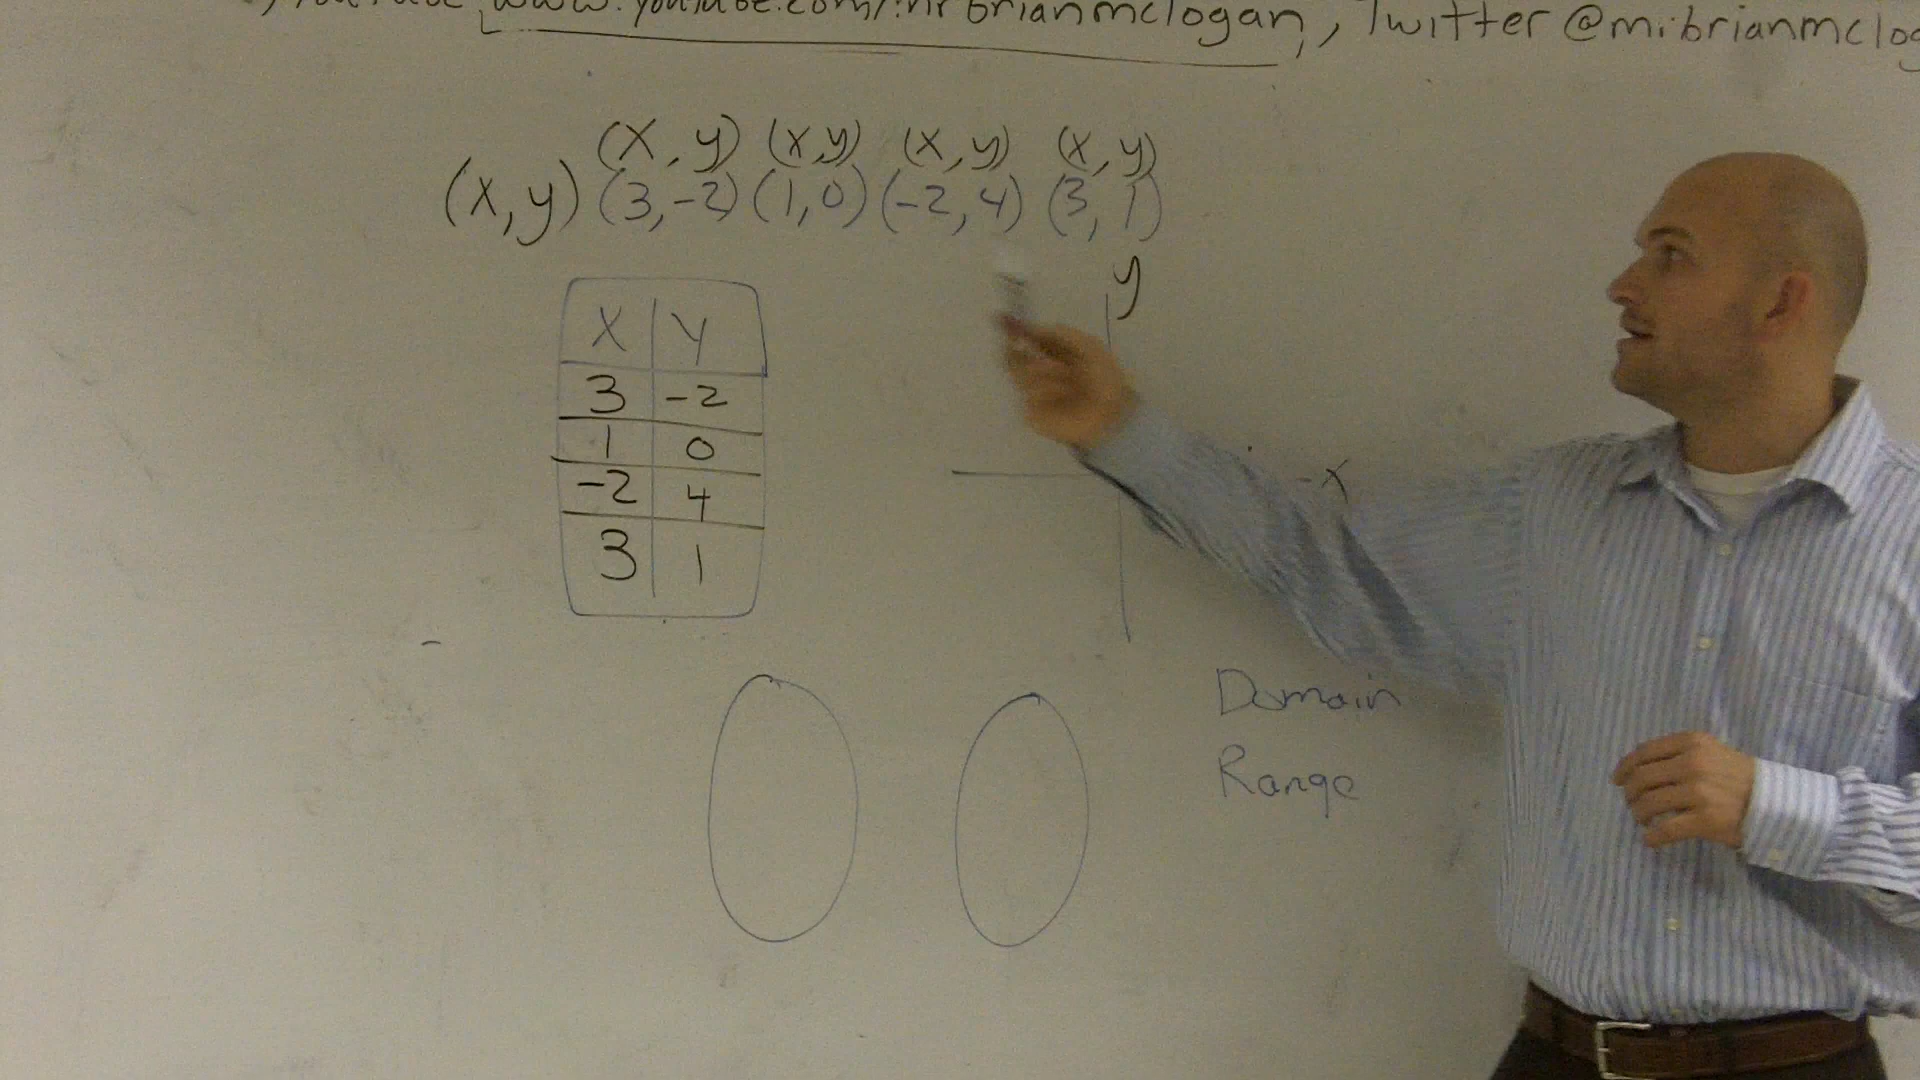 YouTube www.youtube.com/mrbrianmclogan, Twitter @mrbrianmclog
(x,y) (x,y) (x,y) (x,y)
(x,y) (3,-2) (1,0) (-2,4) (3,1)
y
X Y
3 -2
1 0
-2 4
3 1
x
Domain
Range